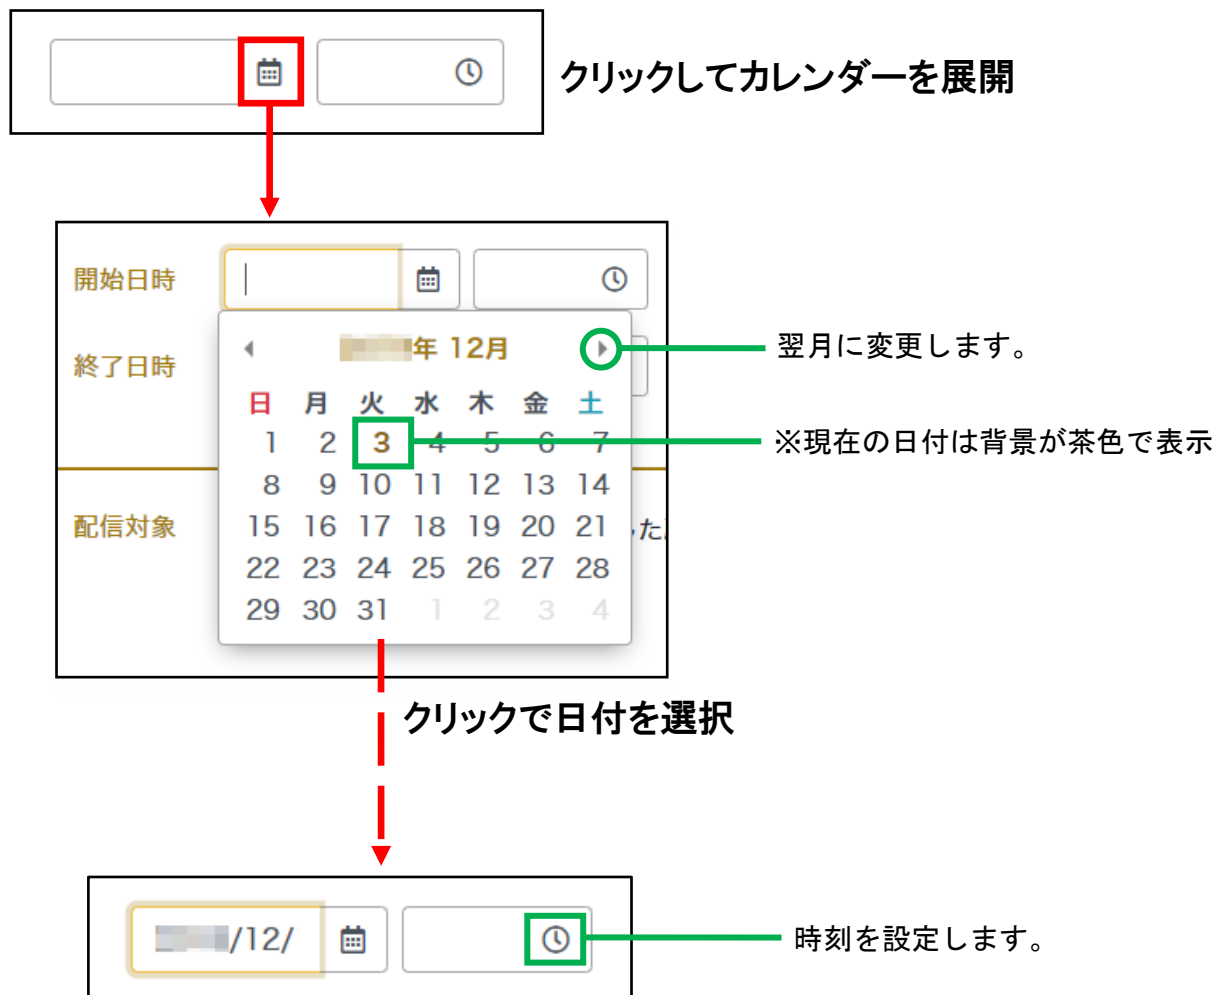 クリックしてカレンダーを展開
開始日時
終了日時
年 12月
翌月に変更します。
日 月 火 水 木 金 土
1 2 3 4 5 6 7
※現在の日付は背景が茶色で表示
8 9 10 11 12 13 14
配信対象
15 16 17 18 19 20 21
した
22 23 24 25 26 27 28
29 30 31 1 2 3 4
クリックで日付を選択
/12/
時刻を設定します。